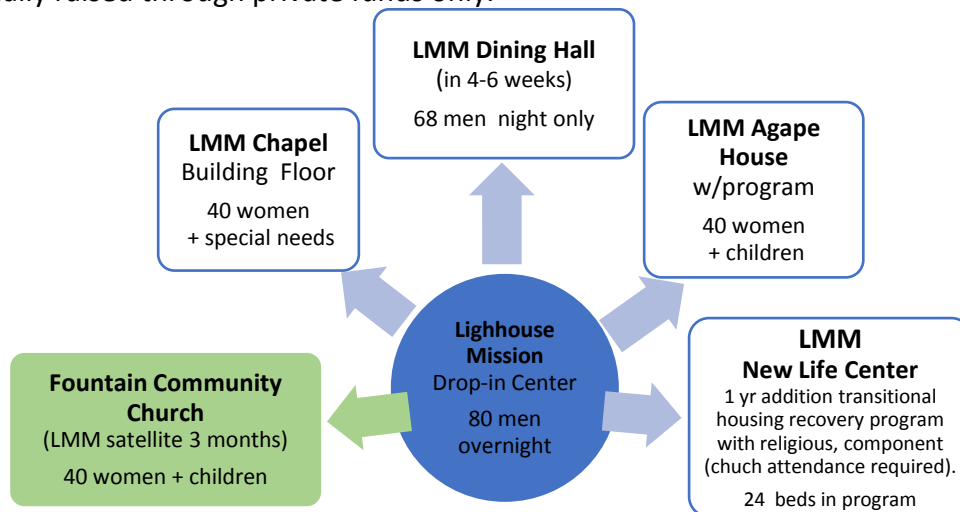 LMM Dining Hall
(in 4-6 weeks)
68 men night only
LMM Chapel
Building Floor
40 women
+ special needs
LMM Agape
House
w/program
40 women
+ children
Lighhouse
Mission
Drop-in Center
80 men
overnight
Fountain Community
Church
(LMM satellite 3 months)
40 women + children
LMM
New Life Center
1 yr addition transitional
housing recovery program
with religious, component
(chuch attendance required).
24 beds in program